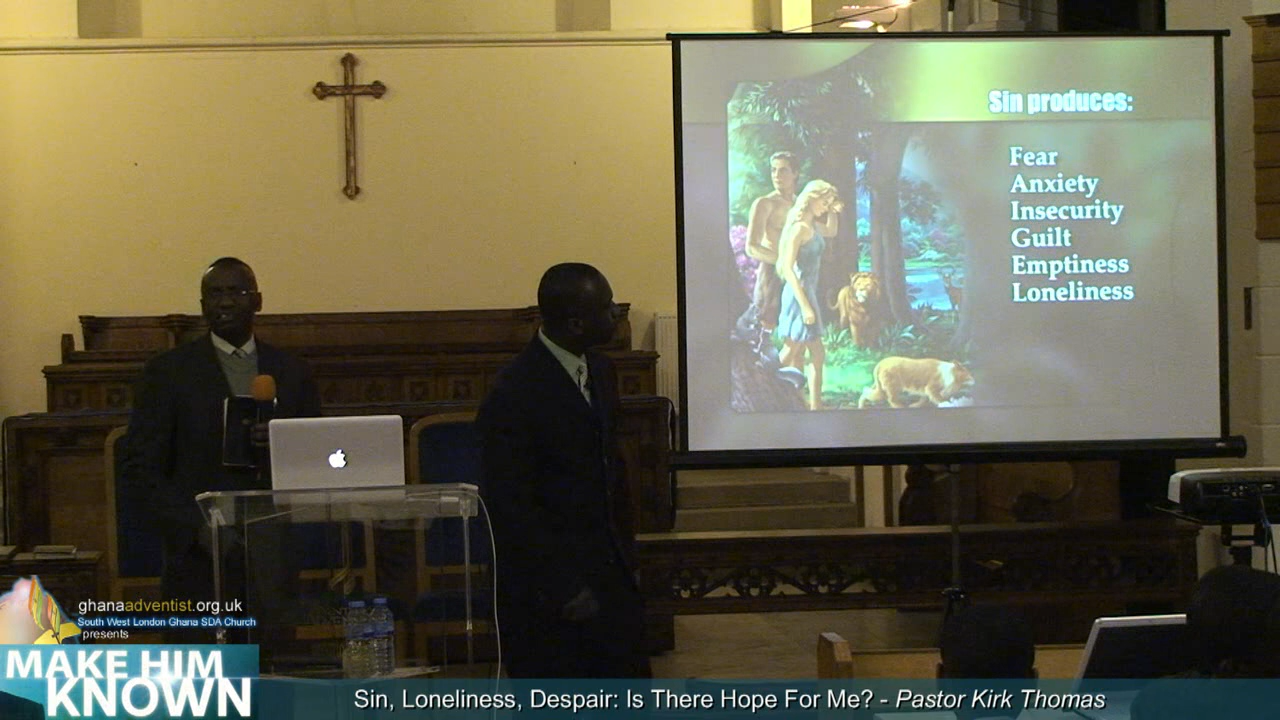 Sin produces:
Fear
Anxiety
Insecurity
Guilt
Emptiness
Loneliness
ghanaadventist.org.uk
South West London Ghana SDA Church
presents
MAKE HIM
KNOWN
Sin, Loneliness, Despair: Is There Hope For Me? - Pastor Kirk Thomas